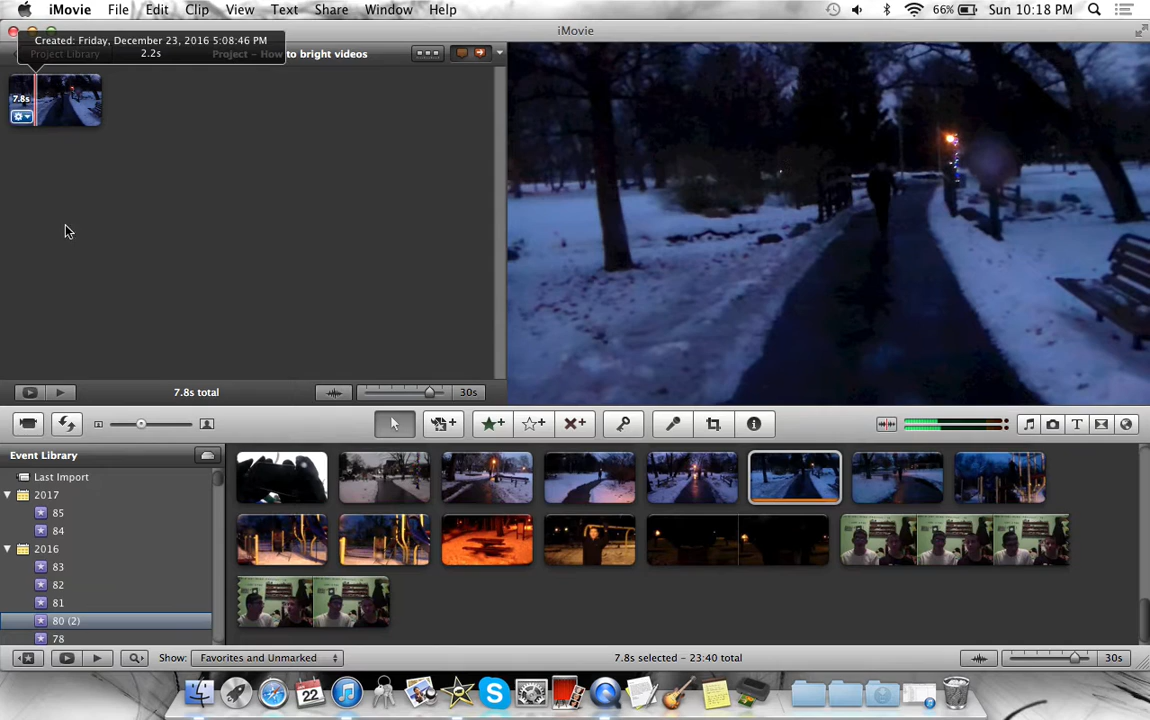 iMovie File Edit Clip View Text Share Window Help 66% Sun 10:18 PM
iMovie
Created: Friday, December 23, 2016 5:08:46 PM
2.2s
Project Library Project - How to bright videos
7.8s
7.8s total 30s
Event Library
Last Import
2017
85
84
2016
83
82
81
80 (2)
78
Show: Favorites and Unmarked 7.8s selected – 23:40 total 30s
22